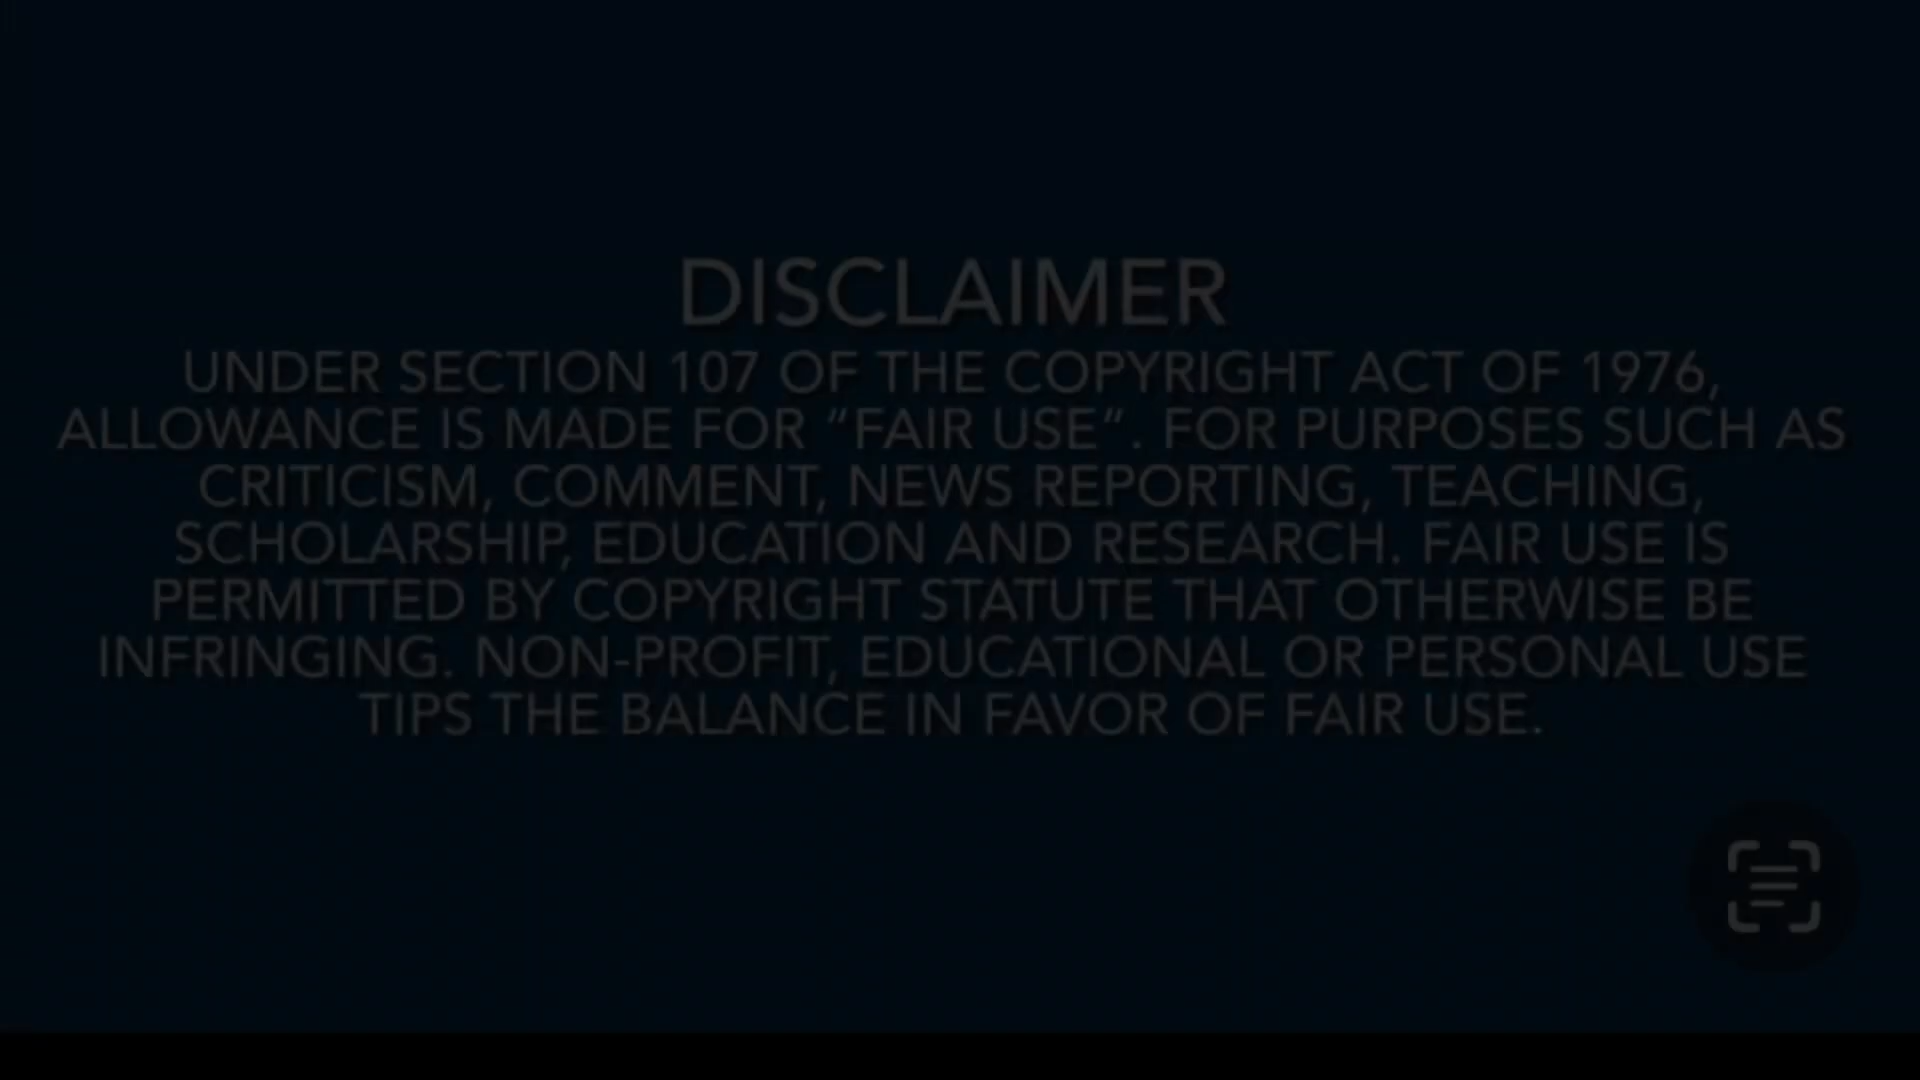 DISCLAIMER
UNDER SECTION 107 OF THE COPYRIGHT ACT OF 1976,
ALLOWANCE IS MADE FOR “FAIR USE”. FOR PURPOSES SUCH AS
CRITICISM, COMMENT, NEWS REPORTING, TEACHING,
SCHOLARSHIP, EDUCATION AND RESEARCH. FAIR USE IS
PERMITTED BY COPYRIGHT STATUTE THAT OTHERWISE BE
INFRINGING. NON-PROFIT, EDUCATIONAL OR PERSONAL USE
TIPS THE BALANCE IN FAVOR OF FAIR USE.